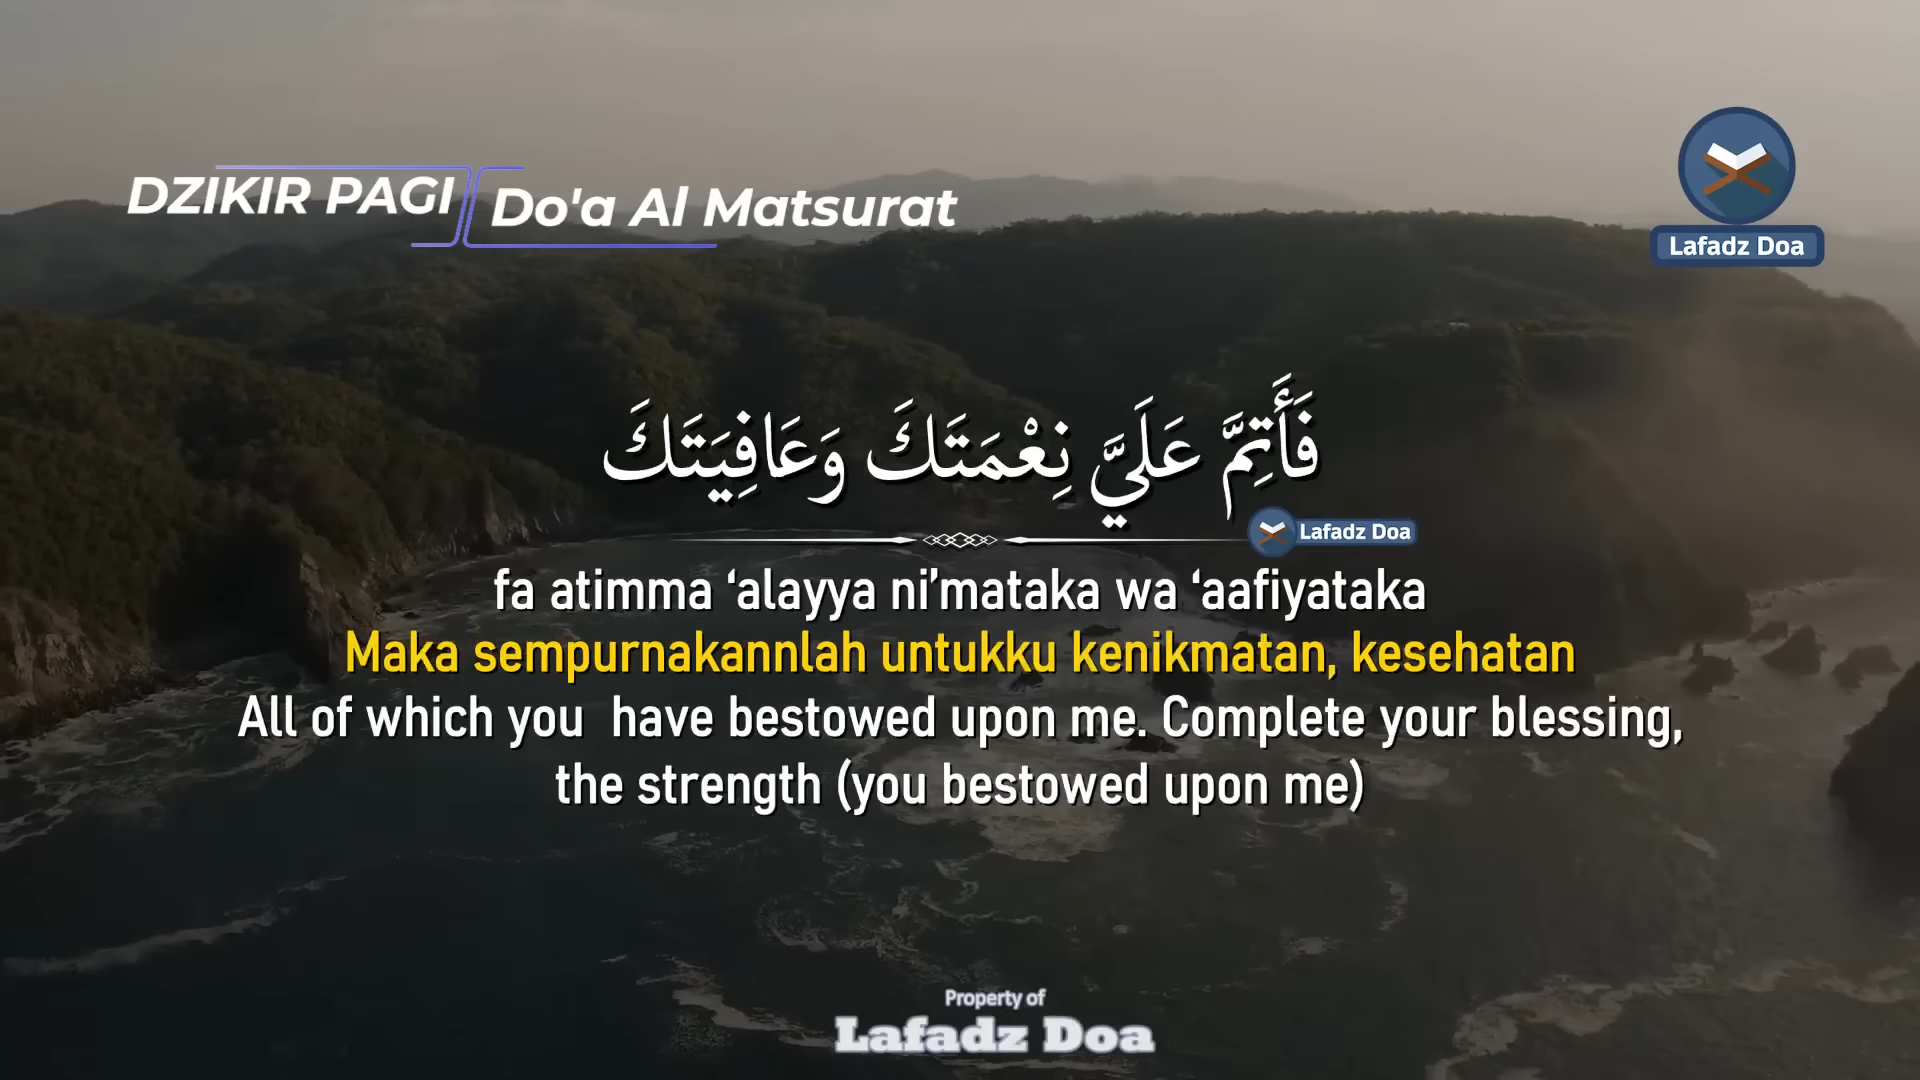 DZIKIR PAGI
Do'a Al Matsurat
Lafadz Doa
فَأَتِمَّ عَلَيَّ نِعْمَتَكَ وَعَافِيَتَكَ
Lafadz Doa
fa atimma ‘alayya ni’mataka wa ‘aafiyataka
Maka sempurnakannlah untukku kenikmatan, kesehatan
All of which you  have bestowed upon me. Complete your blessing,
the strength (you bestowed upon me)
Property of
Lafadz Doa